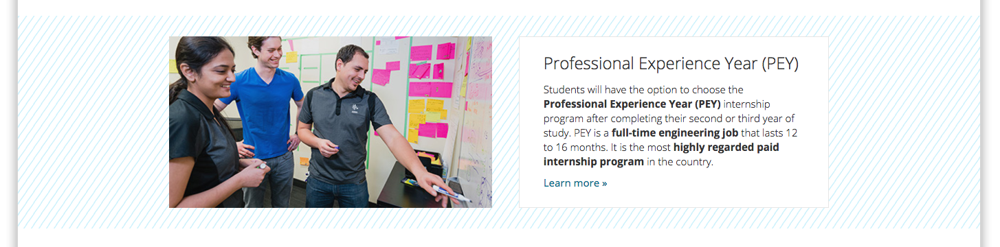 Professional Experience Year (PEY)
Students will have the option to choose the
Professional Experience Year (PEY) internship
program after completing their second or third year of
study. PEY is a full-time engineering job that lasts 12
to 16 months. It is the most highly regarded paid
internship program in the country.
Learn more »